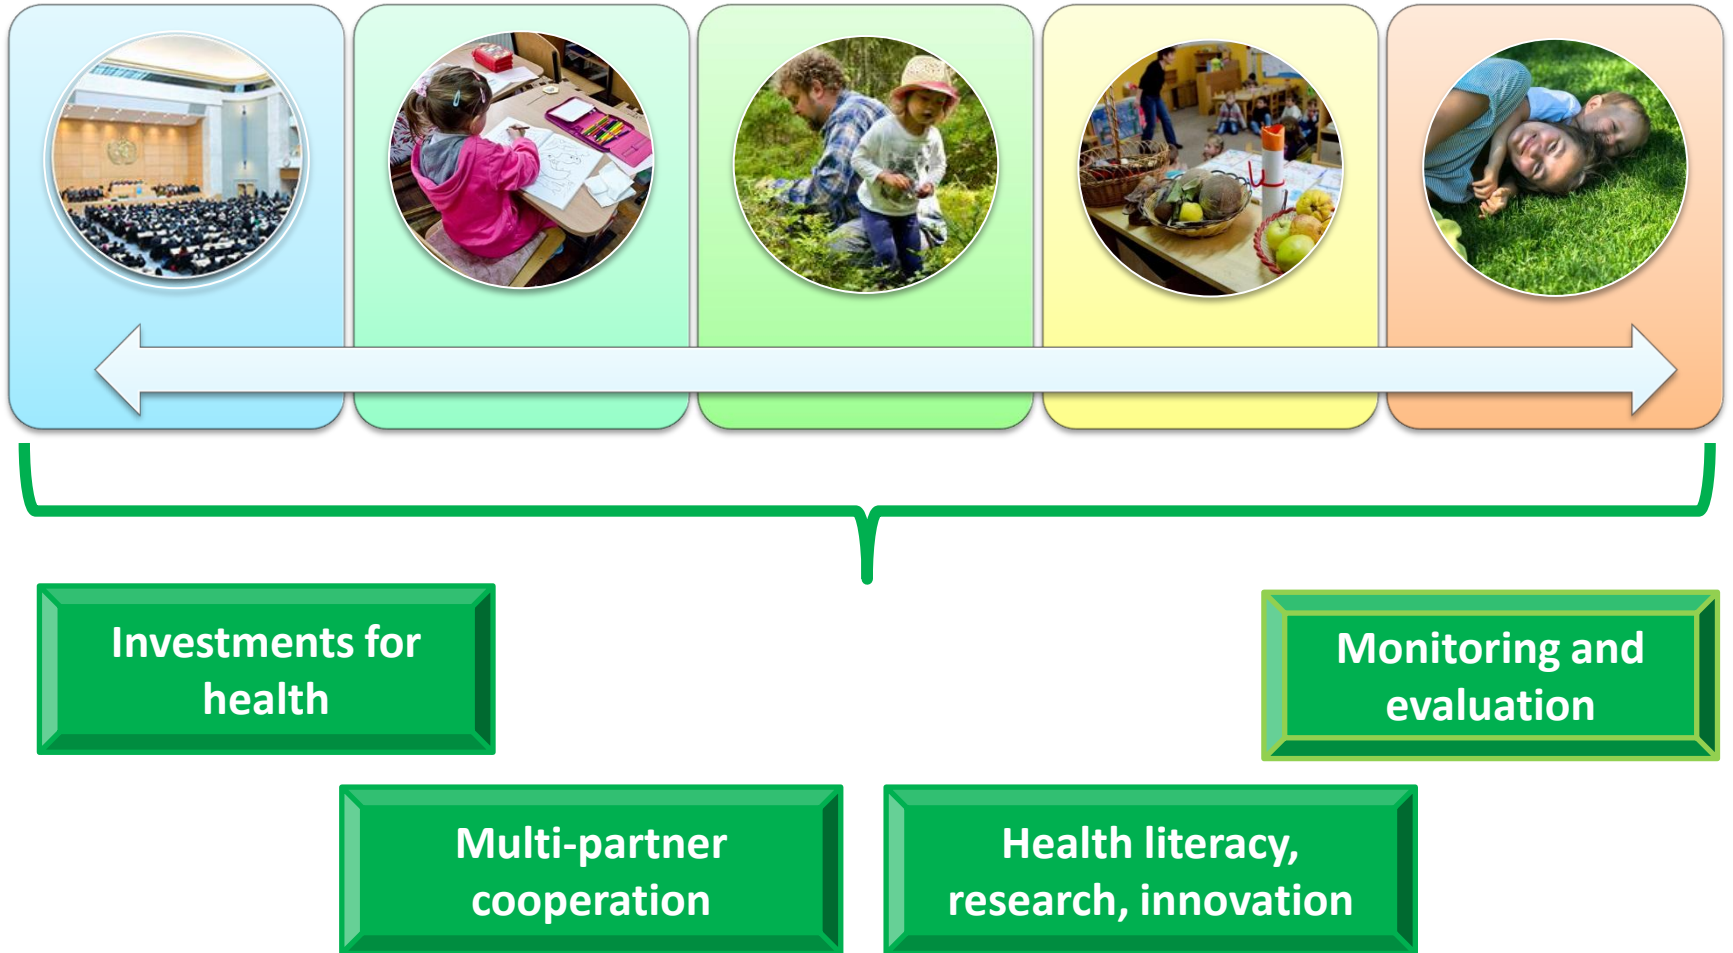 Investments for
health
Monitoring and
evaluation
Multi-partner
cooperation
Health literacy,
research, innovation